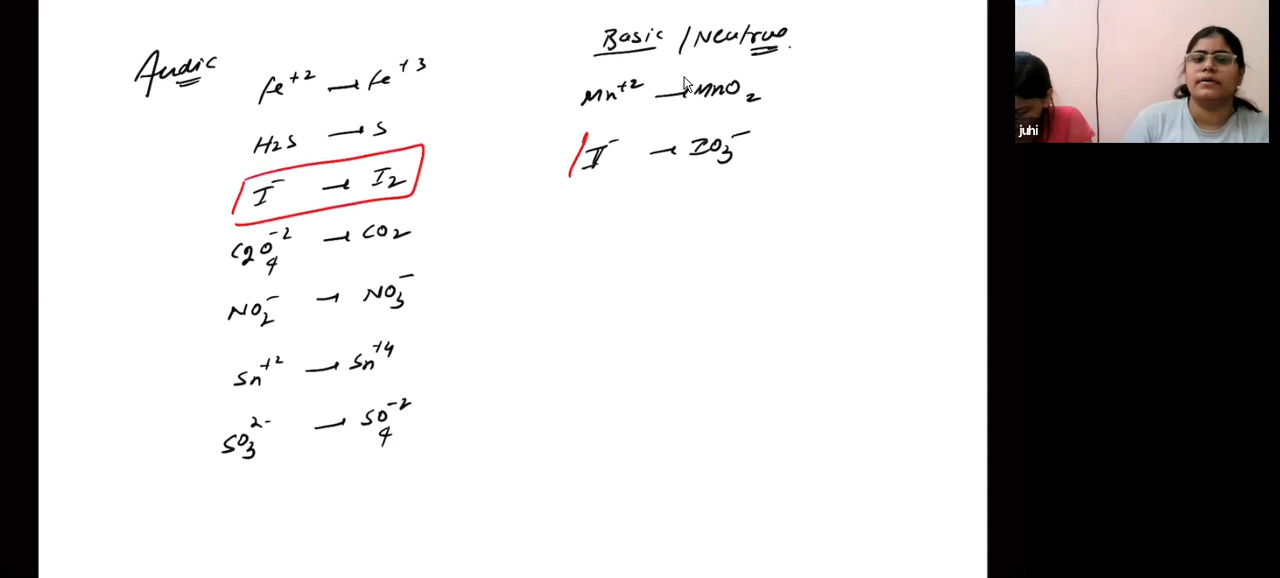 Acidic
Fe+2 → Fe+3
H2S → S
I− → I2
C2O4−2 → CO2
NO2− → NO3−
Sn+2 → Sn+4
SO32- → SO4−2
Basic / Neutrue.
Mn+2 → MnO2
I− → IO3−
juhi